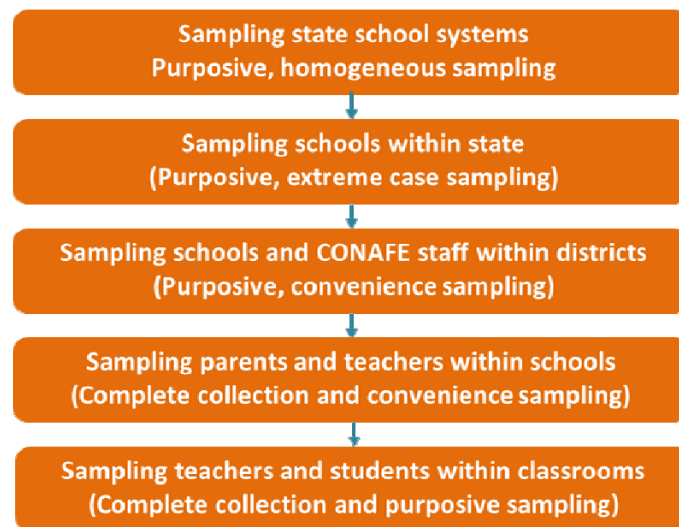 Sampling state school systems
Purposive, homogeneous sampling
Sampling schools within state
(Purposive, extreme case sampling)
Sampling schools and CONAFE staff within districts
(Purposive, convenience sampling)
Sampling parents and teachers within schools
(Complete collection and convenience sampling)
Sampling teachers and students within classrooms
(Complete collection and purposive sampling)